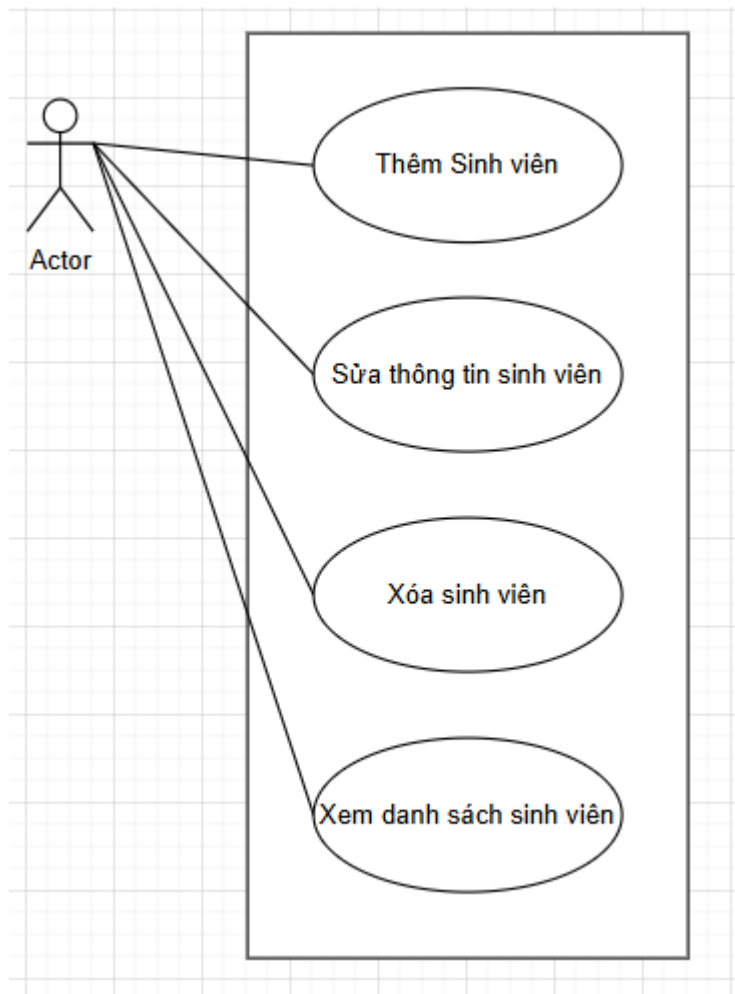 Thêm Sinh viên
Actor
Sửa thông tin sinh viên
Xóa sinh viên
Xem danh sách sinh viên